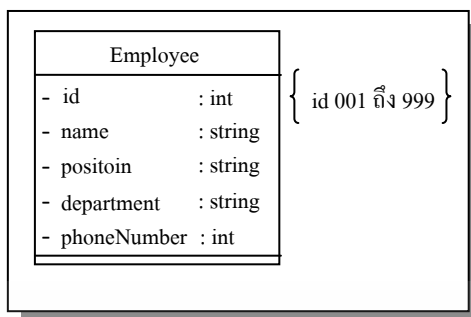 Employee
- id : int { id 001 ถึง 999 }
- name : string
- positoin : string
- department : string
- phoneNumber : int